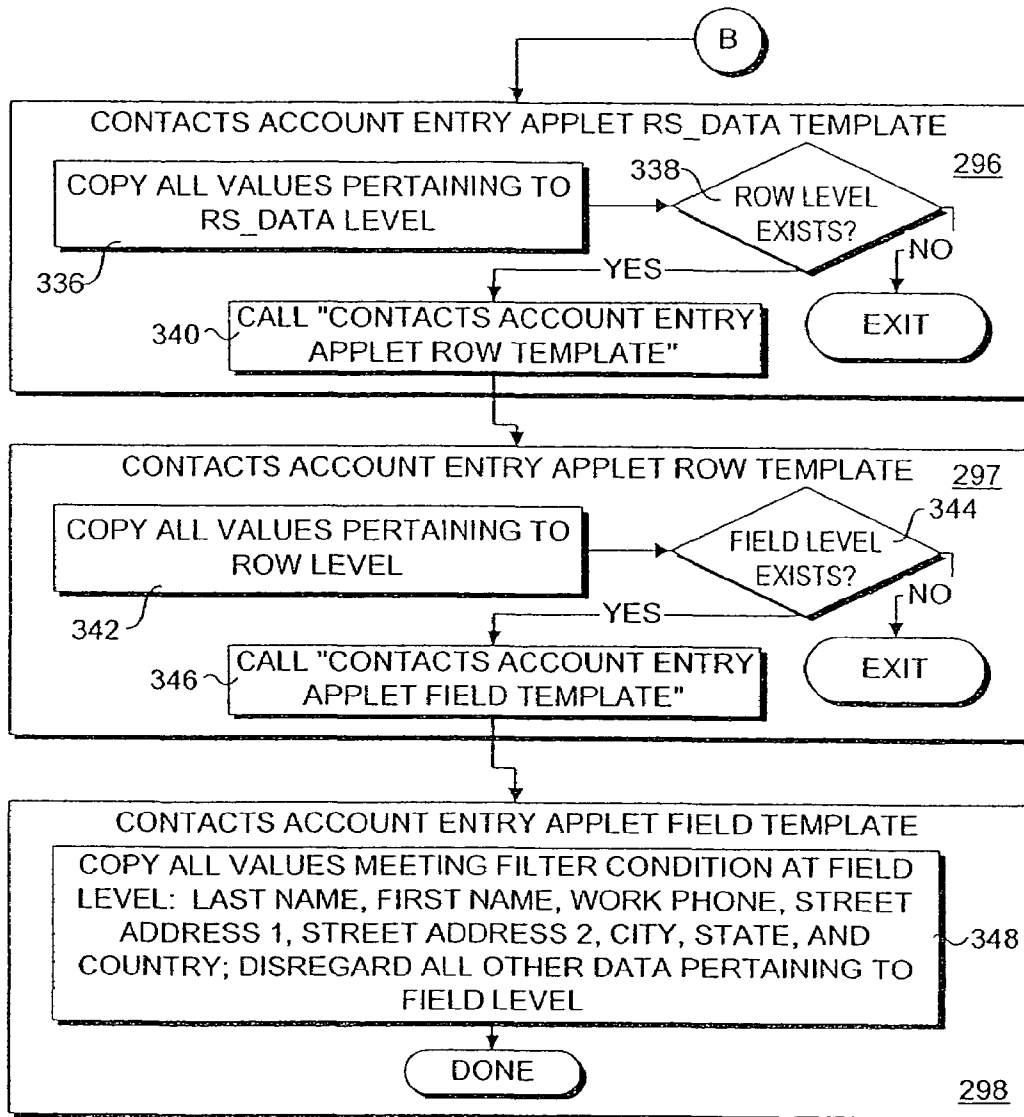 B
CONTACTS ACCOUNT ENTRY APPLET RS_DATA TEMPLATE
296
COPY ALL VALUES PERTAINING TO
RS_DATA LEVEL
336
338
ROW LEVEL
EXISTS?
YES
NO
EXIT
340
CALL "CONTACTS ACCOUNT ENTRY
APPLET ROW TEMPLATE"
CONTACTS ACCOUNT ENTRY APPLET ROW TEMPLATE
297
COPY ALL VALUES PERTAINING TO
ROW LEVEL
342
344
FIELD LEVEL
EXISTS?
YES
NO
EXIT
346
CALL "CONTACTS ACCOUNT ENTRY
APPLET FIELD TEMPLATE"
CONTACTS ACCOUNT ENTRY APPLET FIELD TEMPLATE
COPY ALL VALUES MEETING FILTER CONDITION AT FIELD
LEVEL: LAST NAME, FIRST NAME, WORK PHONE, STREET
ADDRESS 1, STREET ADDRESS 2, CITY, STATE, AND
COUNTRY; DISREGARD ALL OTHER DATA PERTAINING TO
FIELD LEVEL
348
DONE
298